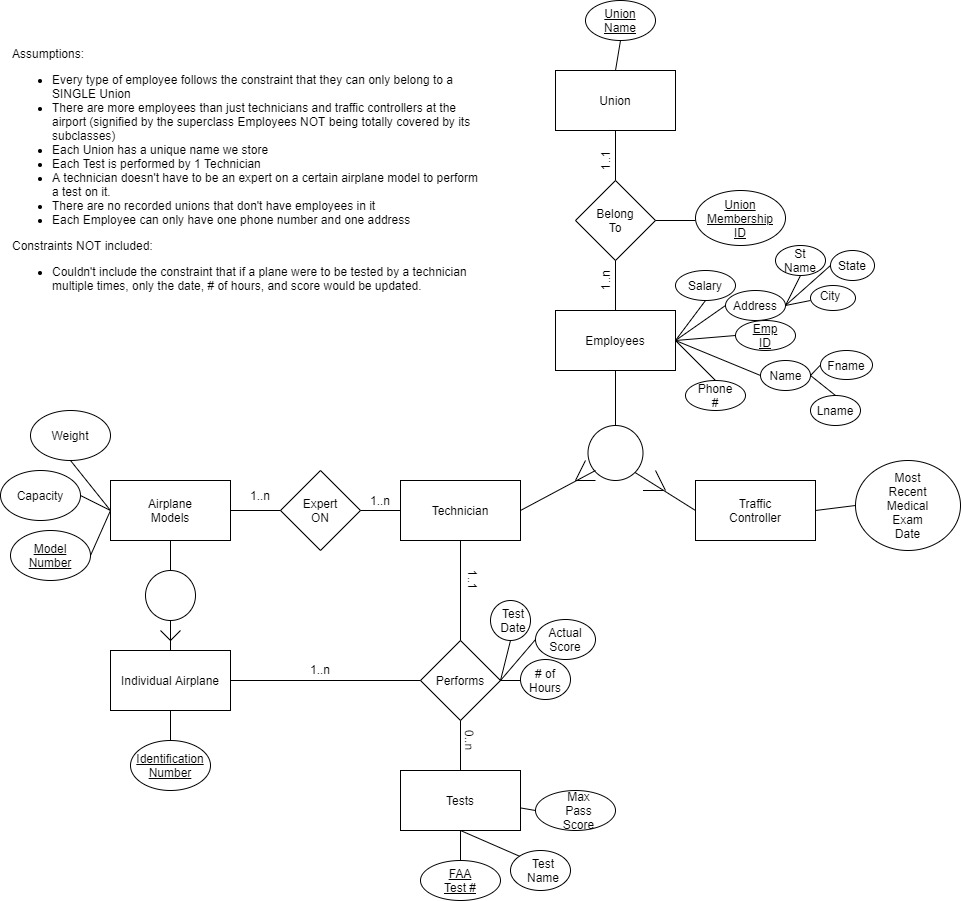 Union
Name
Assumptions:
• Every type of employee follows the constraint that they can only belong to a
SINGLE Union
• There are more employees than just technicians and traffic controllers at the
airport (signified by the superclass Employees NOT being totally covered by its
subclasses)
• Each Union has a unique name we store
• Each Test is performed by 1 Technician
• A technician doesn't have to be an expert on a certain airplane model to perform
a test on it.
• There are no recorded unions that don't have employees in it
• Each Employee can only have one phone number and one address
Constraints NOT included:
• Couldn't include the constraint that if a plane were to be tested by a technician
multiple times, only the date, # of hours, and score would be updated.
Union
1..1
Belong
To
Union
Membership
ID
1..n
St
Name
State
City
Salary
Address
Emp
ID
Employees
Name
Fname
Lname
Phone
#
Weight
Capacity
Model
Number
Airplane
Models
1..n
Expert
ON
1..n
Technician
Traffic
Controller
Most
Recent
Medical
Exam
Date
1..1
Test
Date
Actual
Score
# of
Hours
Individual Airplane
1..n
Performs
Identification
Number
0..n
Tests
Max
Pass
Score
FAA
Test #
Test
Name